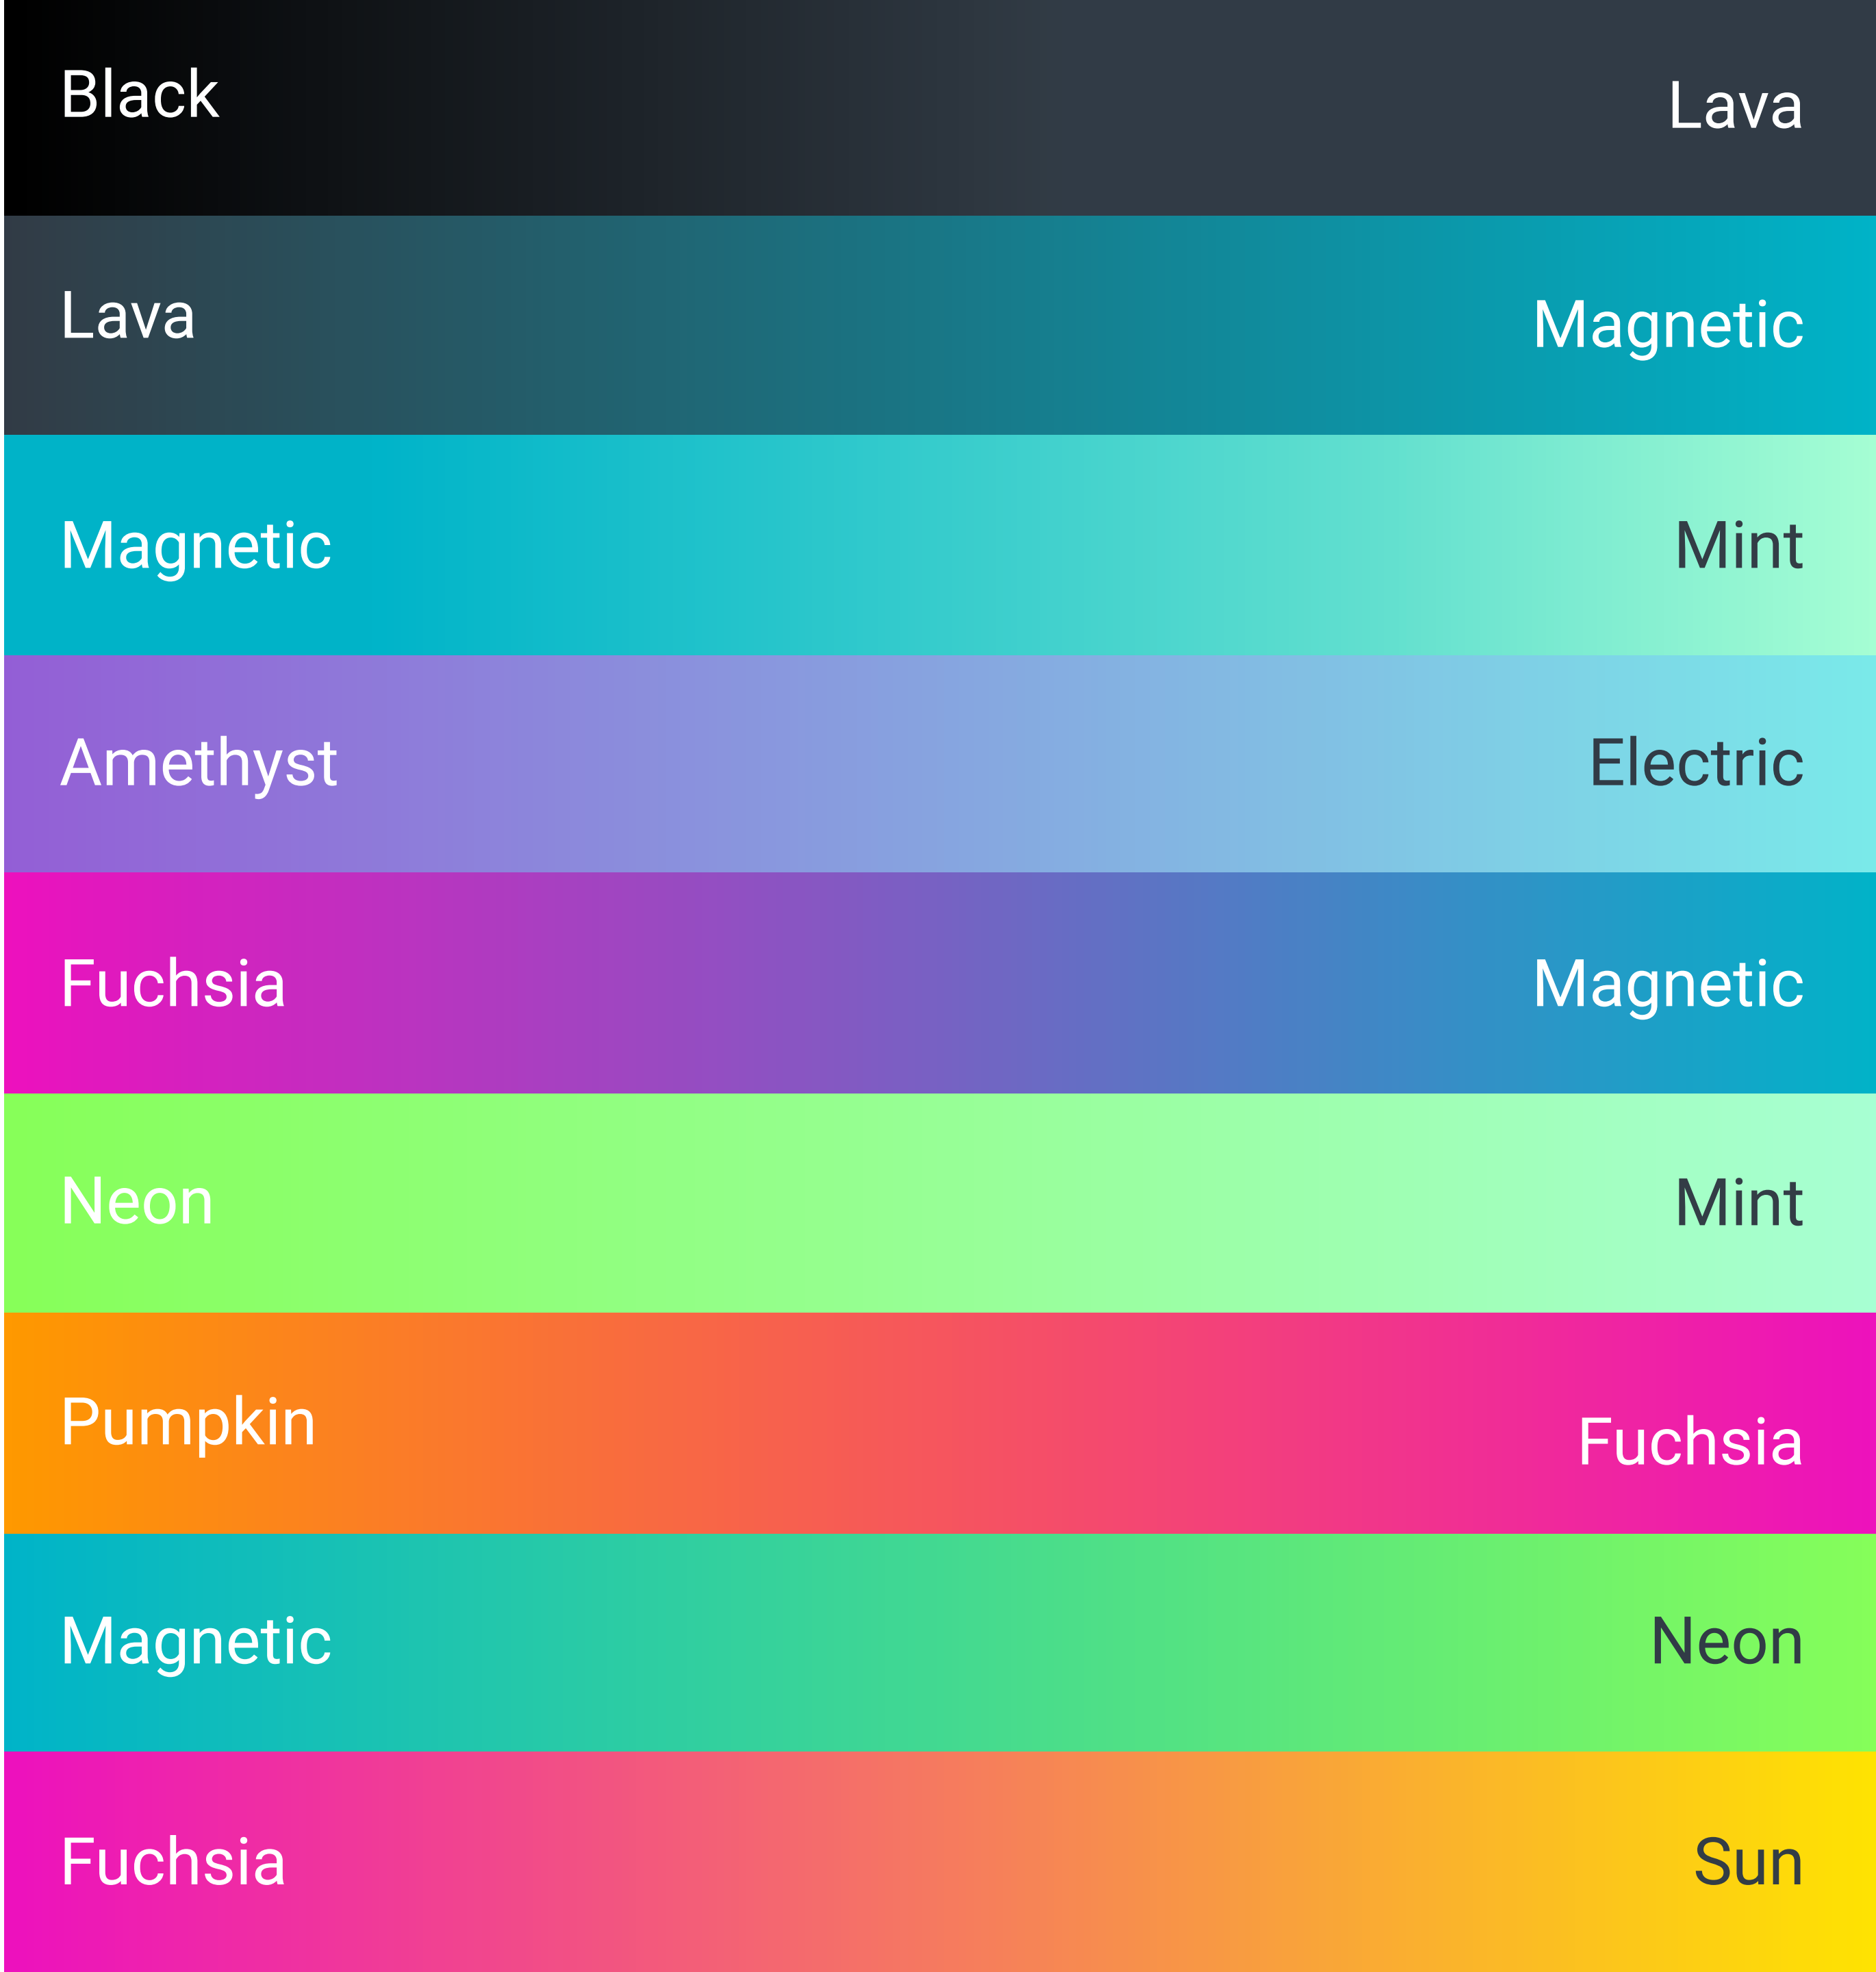 Black Lava
Lava Magnetic
Magnetic Mint
Amethyst Electric
Fuchsia Magnetic
Neon Mint
Pumpkin Fuchsia
Magnetic Neon
Fuchsia Sun